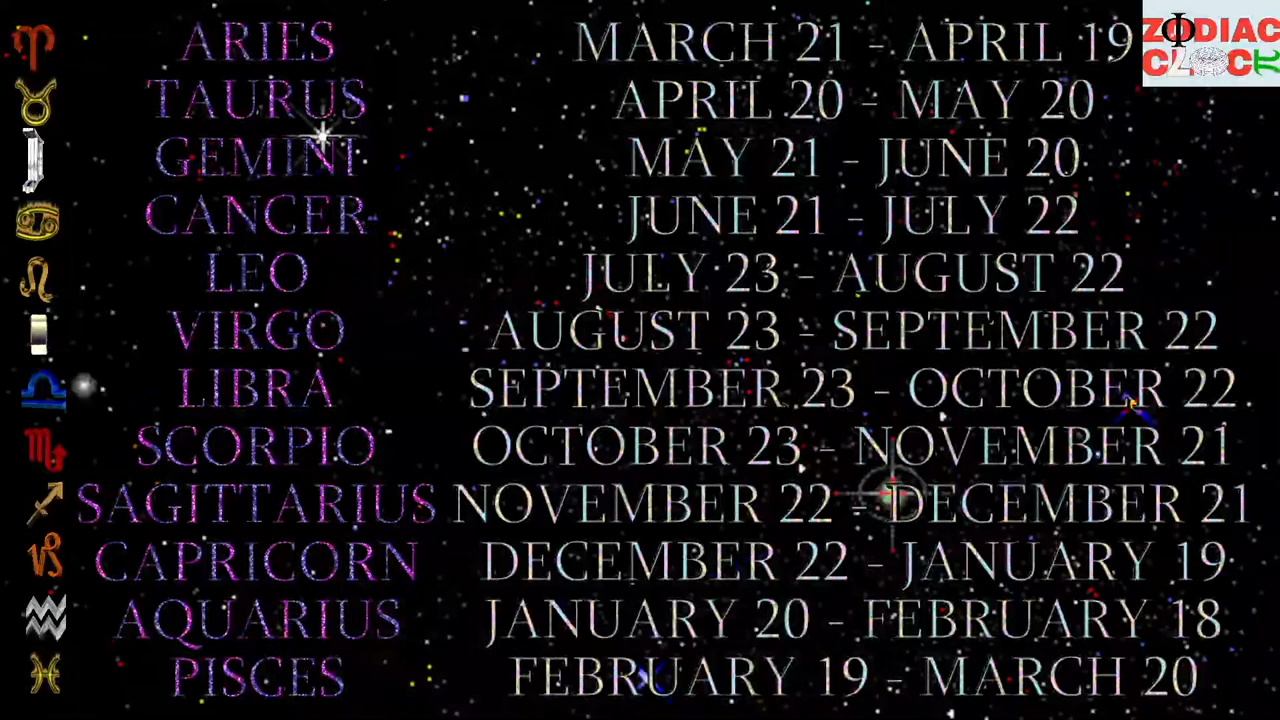 ARIES MARCH 21 - APRIL 19
ZODIAC
CLOCK
TAURUS APRIL 20 - MAY 20
GEMINI MAY 21 - JUNE 20
CANCER JUNE 21 - JULY 22
LEO JULY 23 - AUGUST 22
VIRGO AUGUST 23 - SEPTEMBER 22
LIBRA SEPTEMBER 23 - OCTOBER 22
SCORPIO OCTOBER 23 - NOVEMBER 21
SAGITTARIUS NOVEMBER 22 - DECEMBER 21
CAPRICORN DECEMBER 22 - JANUARY 19
AQUARIUS JANUARY 20 - FEBRUARY 18
PISCES FEBRUARY 19 - MARCH 20